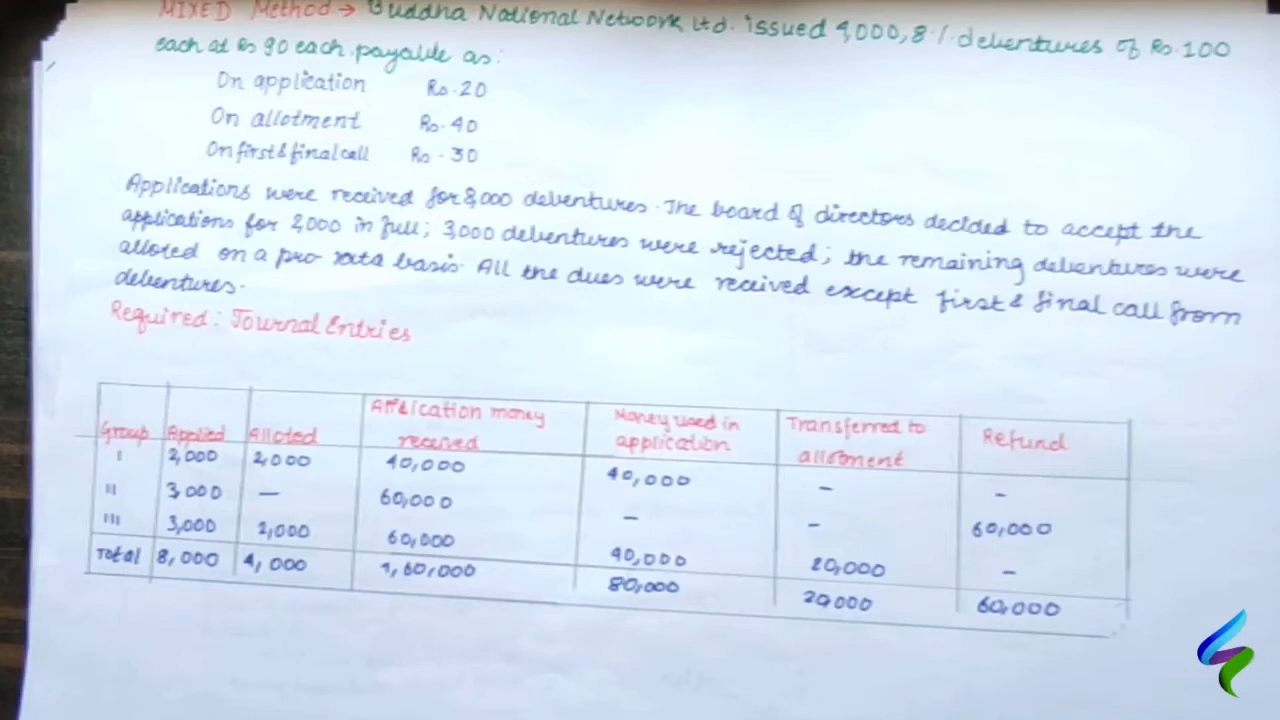 MIXED Method → Buddha National Network Ltd. issued 4,000, 8% debentures of Rs. 100
each at Rs 90 each payable as:
On application Rs. 20
On allotment Rs. 40
On first & final call Rs. 30
Applications were received for 8,000 debentures. The board of directors decided to accept the
applications for 2,000 in full; 3,000 debentures were rejected; the remaining debentures were
alloted on a pro rata basis. All the dues were received except first & final call from
debentures.
Required: Journal Entries
Group Applied Alloted Application money received Money used in application Transferred to allotment Refund
I 2,000 2,000 40,000 40,000 - -
II 3,000 — 60,000 - - 60,000
III 3,000 2,000 60,000 40,000 20,000 -
Total 8,000 4,000 1,60,000 80,000 20,000 60,000